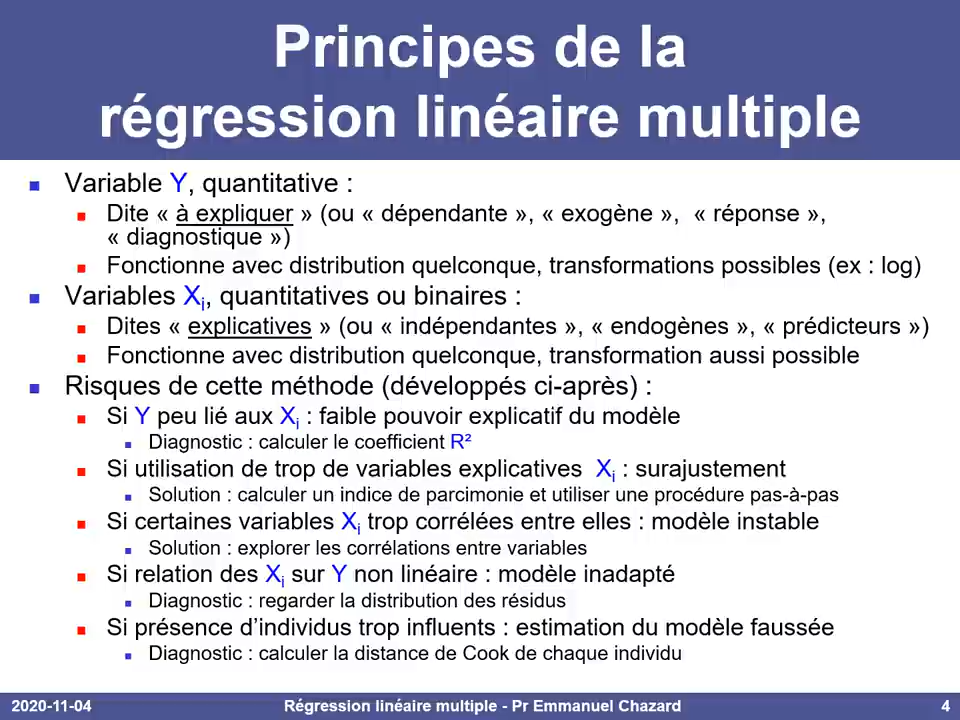 Principes de la
régression linéaire multiple
Variable Y, quantitative :
Dite « à expliquer » (ou « dépendante », « exogène », « réponse »,
« diagnostique »)
Fonctionne avec distribution quelconque, transformations possibles (ex : log)
Variables Xi, quantitatives ou binaires :
Dites « explicatives » (ou « indépendantes », « endogènes », « prédicteurs »)
Fonctionne avec distribution quelconque, transformation aussi possible
Risques de cette méthode (développés ci-après) :
Si Y peu lié aux Xi : faible pouvoir explicatif du modèle
Diagnostic : calculer le coefficient R²
Si utilisation de trop de variables explicatives Xi : surajustement
Solution : calculer un indice de parcimonie et utiliser une procédure pas-à-pas
Si certaines variables Xi trop corrélées entre elles : modèle instable
Solution : explorer les corrélations entre variables
Si relation des Xi sur Y non linéaire : modèle inadapté
Diagnostic : regarder la distribution des résidus
Si présence d’individus trop influents : estimation du modèle faussée
Diagnostic : calculer la distance de Cook de chaque individu
2020-11-04 Régression linéaire multiple - Pr Emmanuel Chazard 4